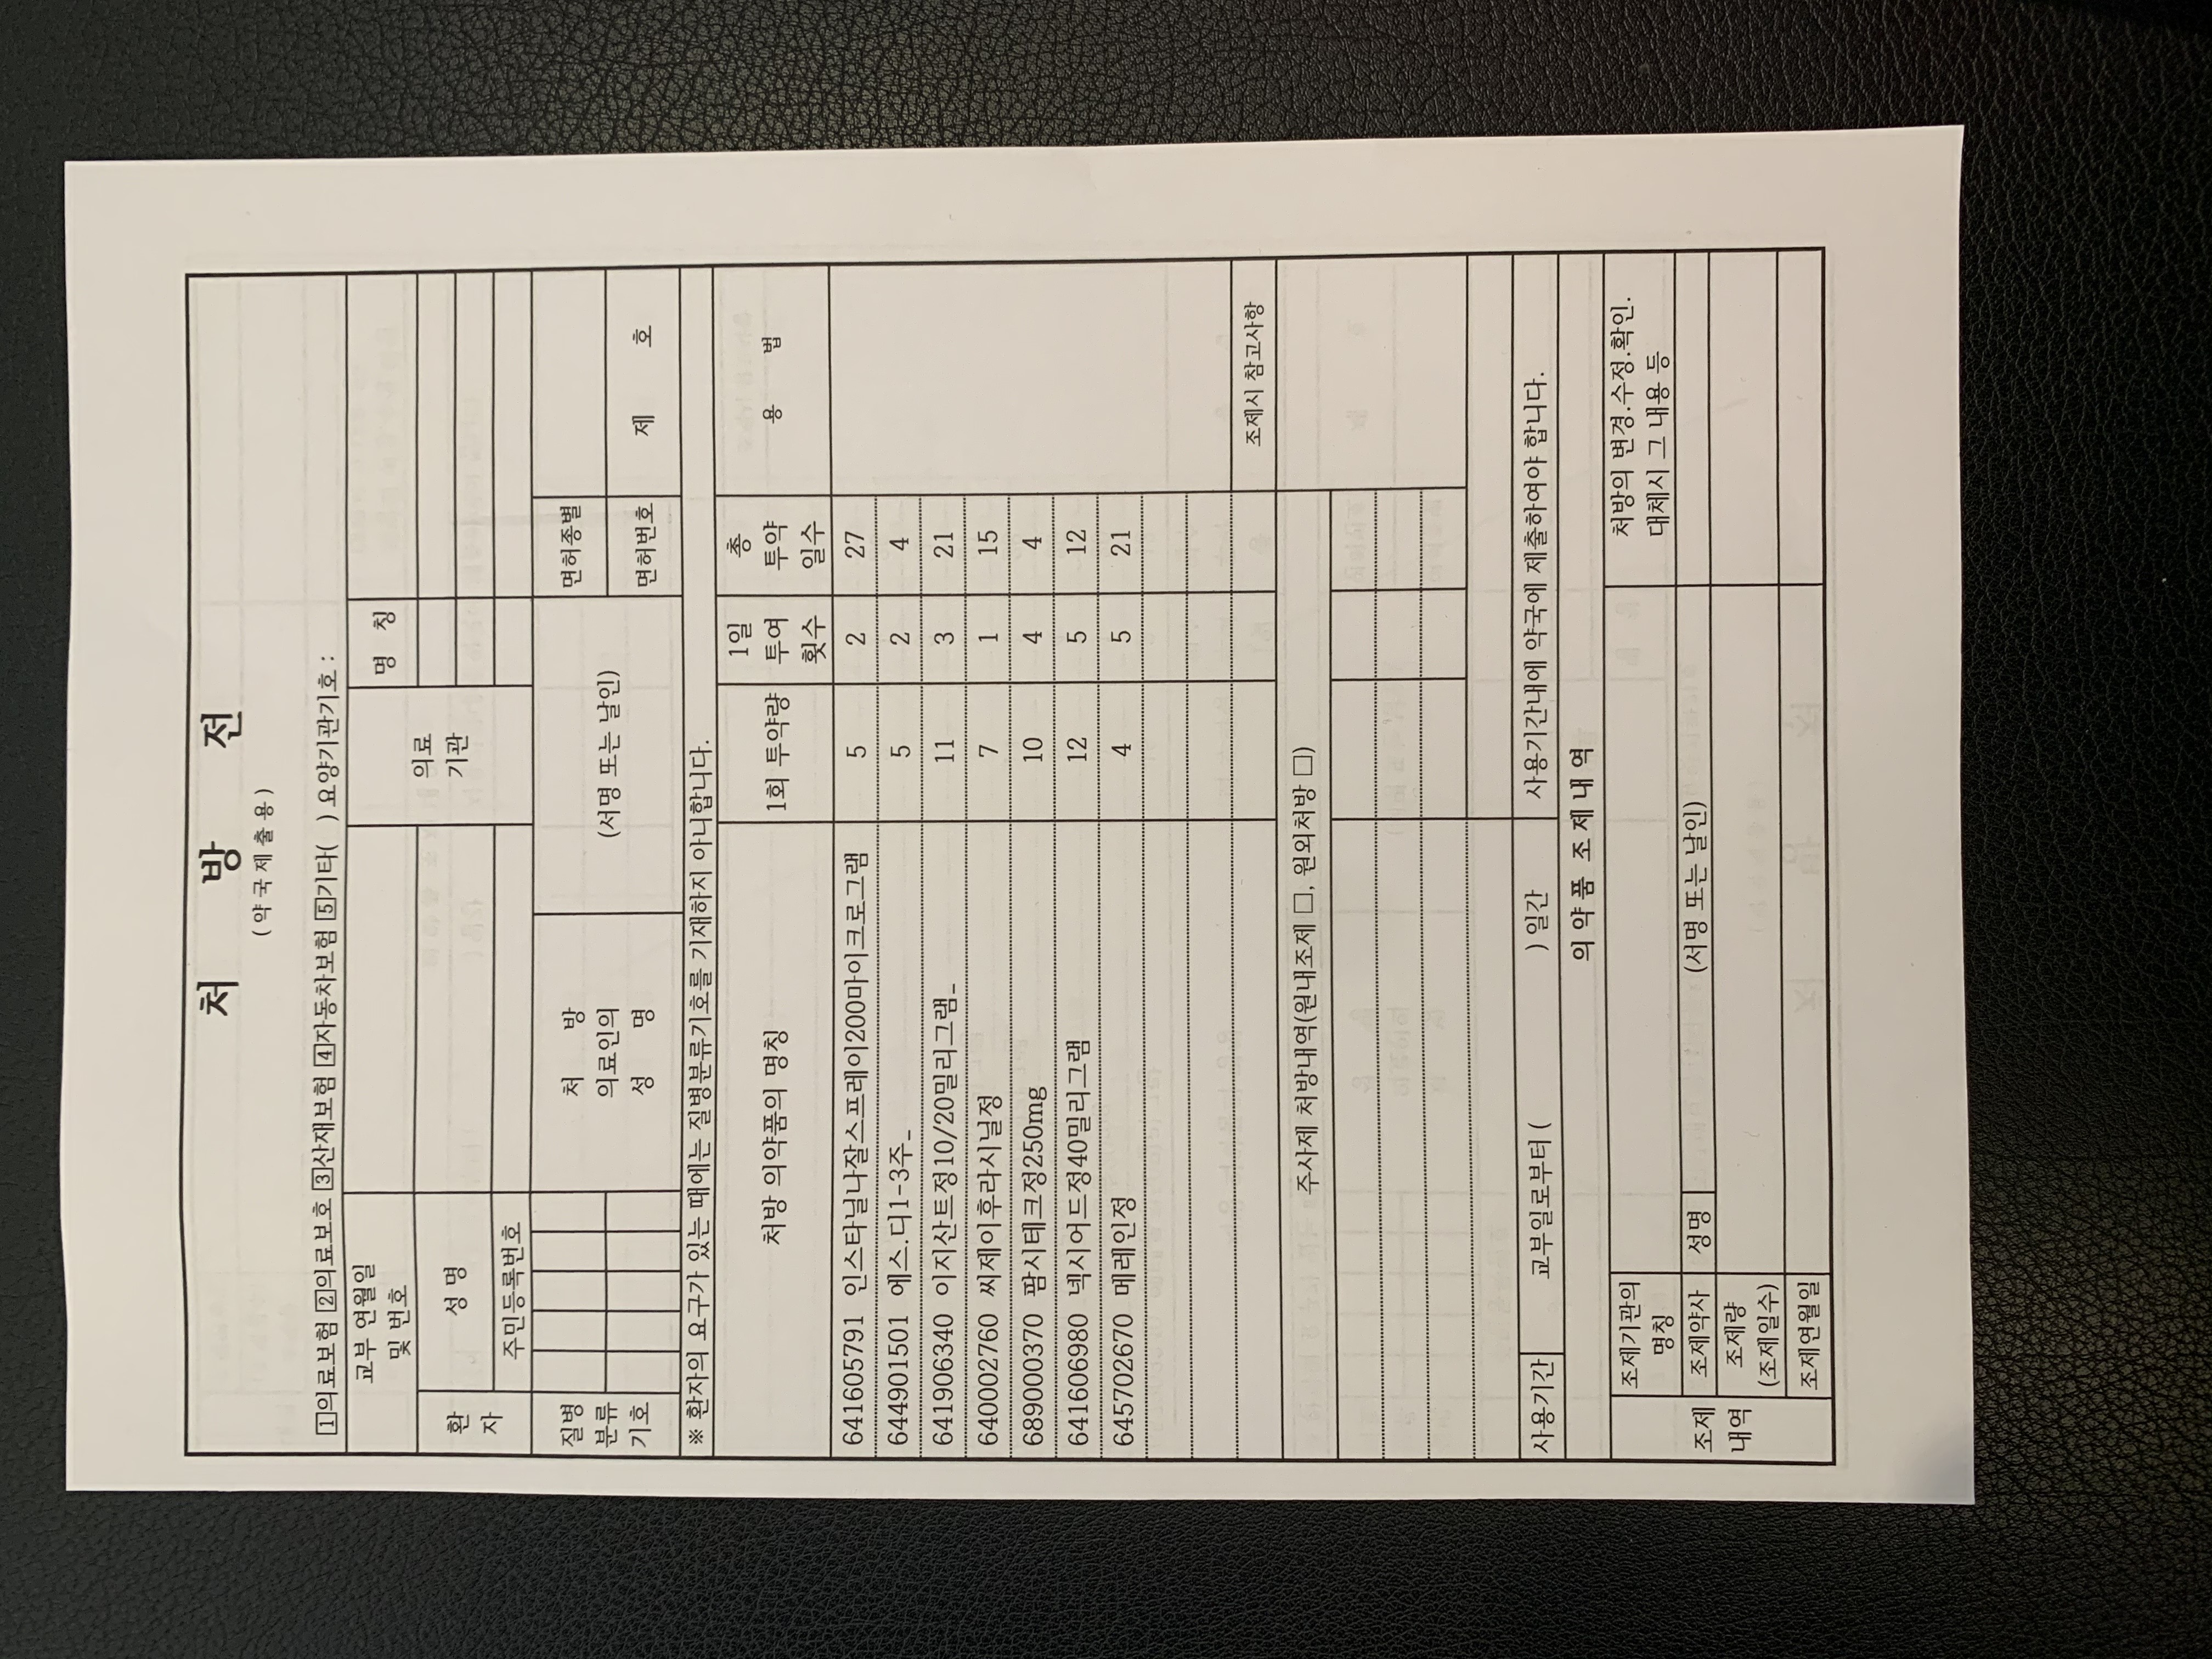 처 방 전
(약국제출용)
1의료보험 2의료보호 3산재보험 4자동차보험 5기타( ) 요양기관기호 :
교부 연월일
및 번호
의료
기관
명 칭
환
자
성 명
주민등록번호
질병
분류
기호
처 방
의료인의
성 명
(서명 또는 날인)
면허종별
면허번호
제 호
※ 환자의 요구가 있는 때에는 질병분류기호를 기재하지 아니합니다.
처방 의약품의 명칭
1회 투약량
1일
투여
횟수
총
투약
일수
용 법
641605791 인스타닐나잘스프레이200마이크로그램 5 2 27
644901501 에스.디1-3주_ 5 2 4
641906340 이지산트정10/20밀리그램_ 11 3 21
640002760 씨제이후라시닐정 7 1 15
689000370 팜시테크정250mg 10 4 4
641606980 넥시어드정40밀리그램 12 5 12
645702670 메레인정 4 5 21
조제시 참고사항
주사제 처방내역(원내조제 □, 원외처방 □)
사용기간 교부일로부터 ( ) 일간 사용기간내에 약국에 제출하여야 합니다.
의약품 조제내역
조제
내역
조제기관의
명칭
처방의 변경.수정.확인.
대체시 그 내용 등
조제약사 성명 (서명 또는 날인)
조제량
(조제일수)
조제연월일